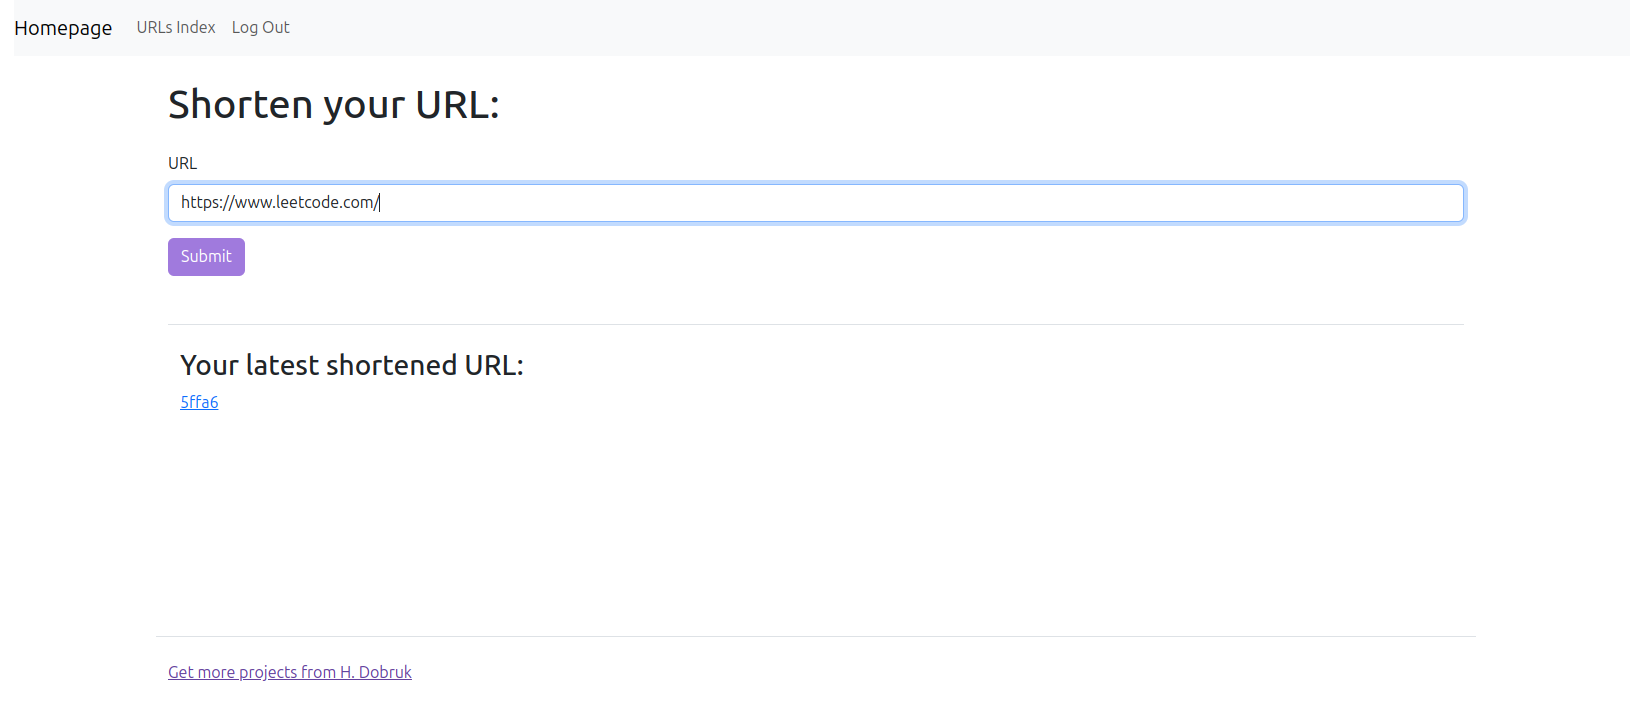 Homepage URLs Index Log Out
Shorten your URL:
URL
https://www.leetcode.com/
Submit
Your latest shortened URL:
5ffa6
Get more projects from H. Dobruk